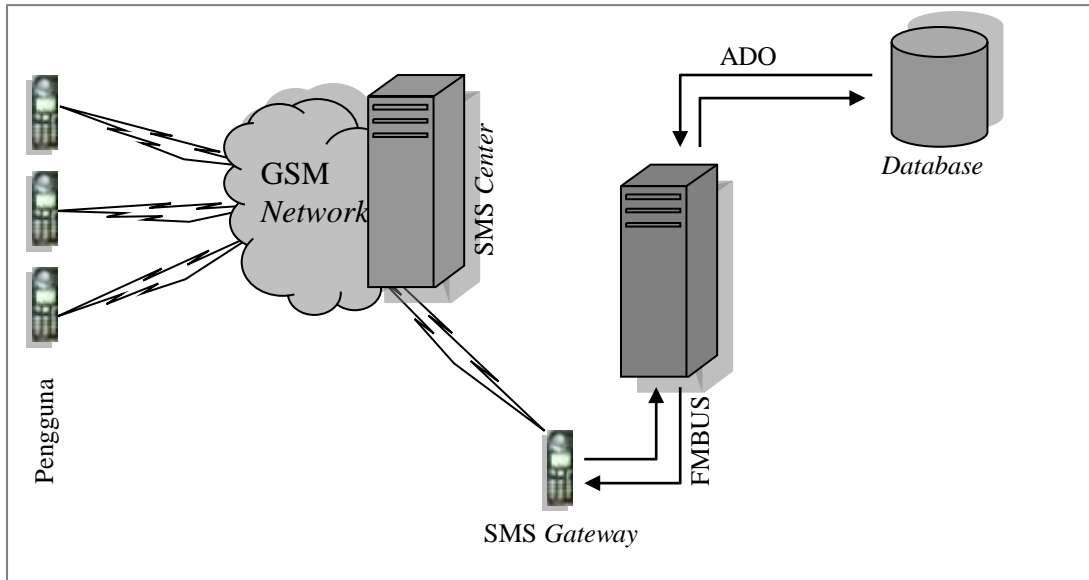 ADO
Database
GSM
Network
SMS Center
Pengguna
FMBUS
SMS Gateway